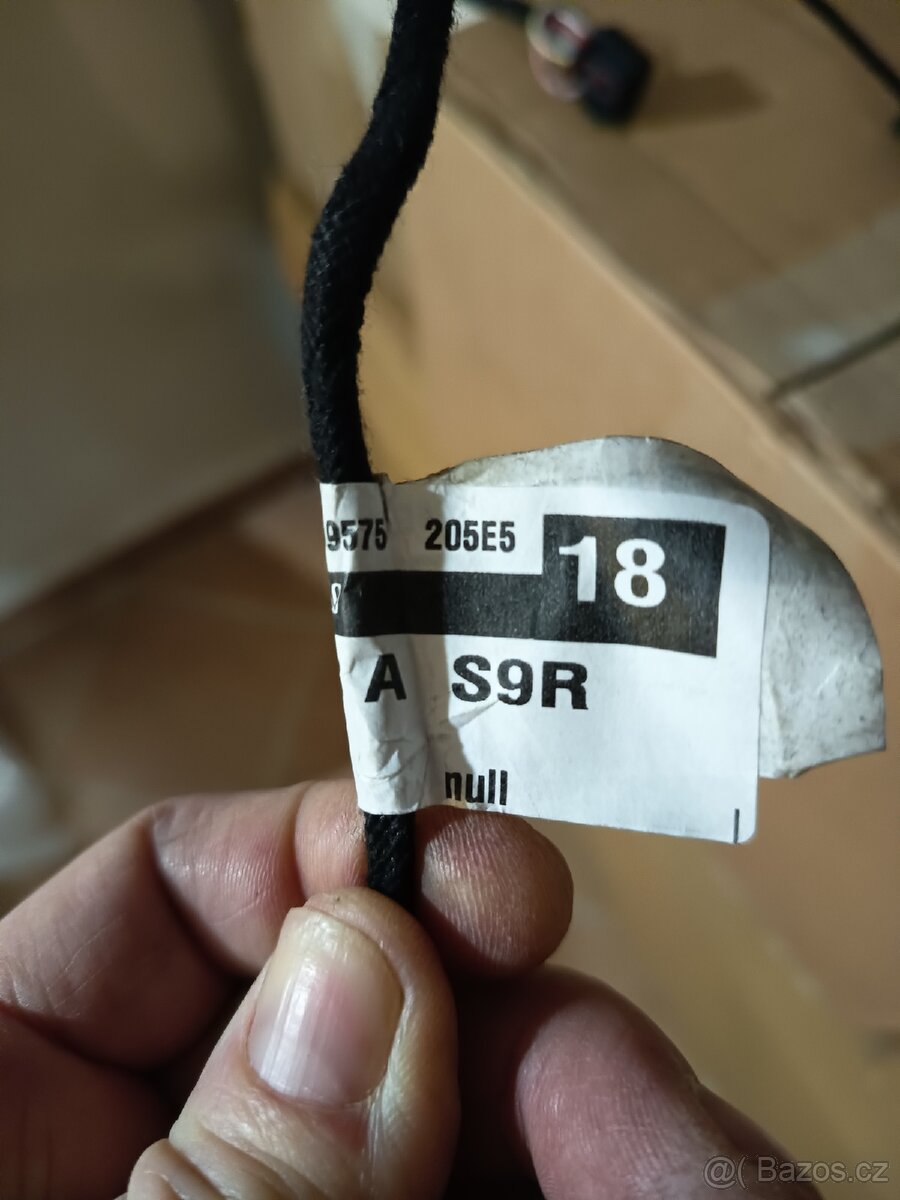 9575 205E5
18
A S9R
null
@( Bazos.cz